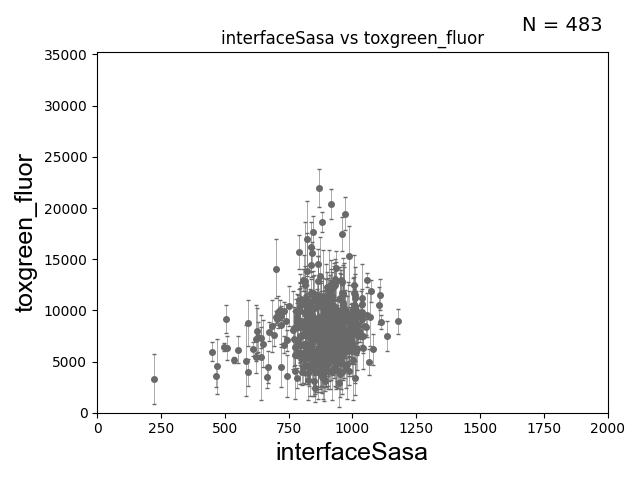 N = 483
interfaceSasa vs toxgreen_fluor
35000
30000
25000
20000
15000
10000
5000
0
toxgreen_fluor
0 250 500 750 1000 1250 1500 1750 2000
interfaceSasa